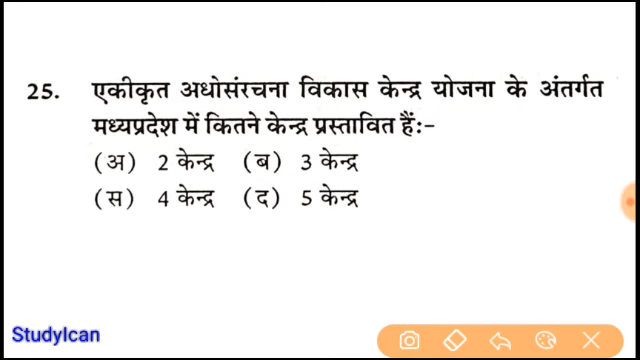 25. एकीकृत अधोसंरचना विकास केन्द्र योजना के अंतर्गत
मध्यप्रदेश में कितने केन्द्र प्रस्तावित हैं:-
(अ) 2 केन्द्र (ब) 3 केन्द्र
(स) 4 केन्द्र (द) 5 केन्द्र
StudyIcan